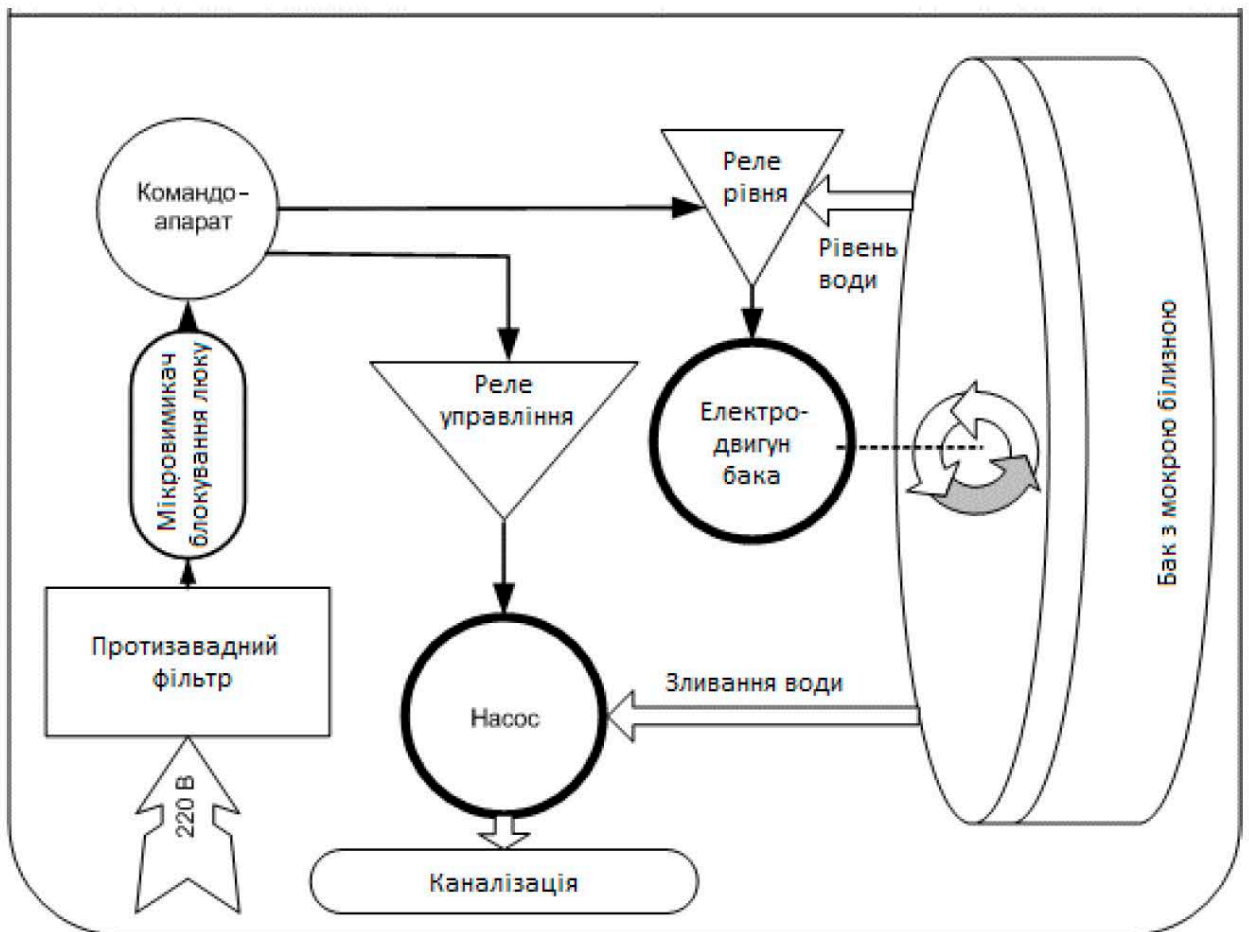 Командо-
апарат
Реле
рівня
Рівень
води
Мікровимикач
блокування люку
Реле
управління
Електро-
двигун
бака
Бак з мокрою білизною
Протизавадний
фільтр
Зливання води
Насос
220 В
Каналізація